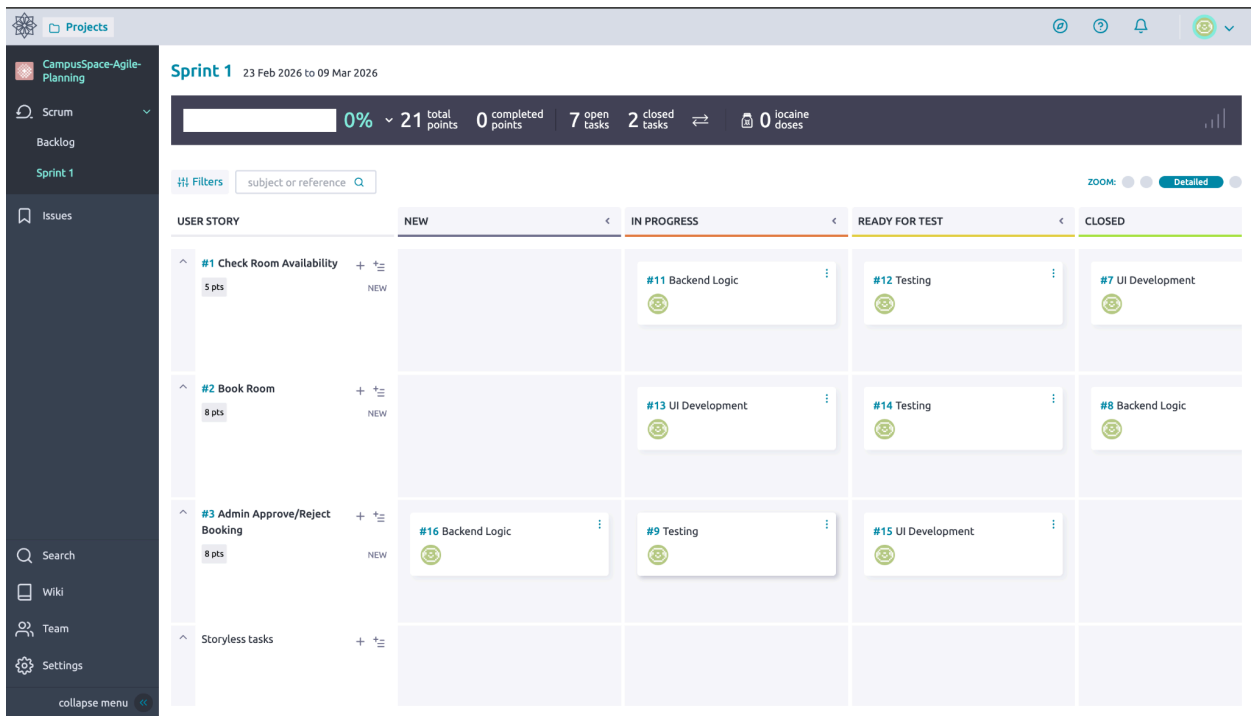 Projects
CampusSpace-Agile-
Planning
Scrum
Backlog
Sprint 1
Issues
Search
Wiki
Team
Settings
collapse menu
Sprint 1 23 Feb 2026 to 09 Mar 2026
0% 21 total points 0 completed points 7 open tasks 2 closed tasks 0 iocaine doses
Filters subject or reference ZOOM: Detailed
USER STORY NEW IN PROGRESS READY FOR TEST CLOSED
#1 Check Room Availability
5 pts NEW
#11 Backend Logic
#12 Testing
#7 UI Development
#2 Book Room
8 pts NEW
#13 UI Development
#14 Testing
#8 Backend Logic
#3 Admin Approve/Reject
Booking
8 pts NEW
#16 Backend Logic
#9 Testing
#15 UI Development
Storyless tasks